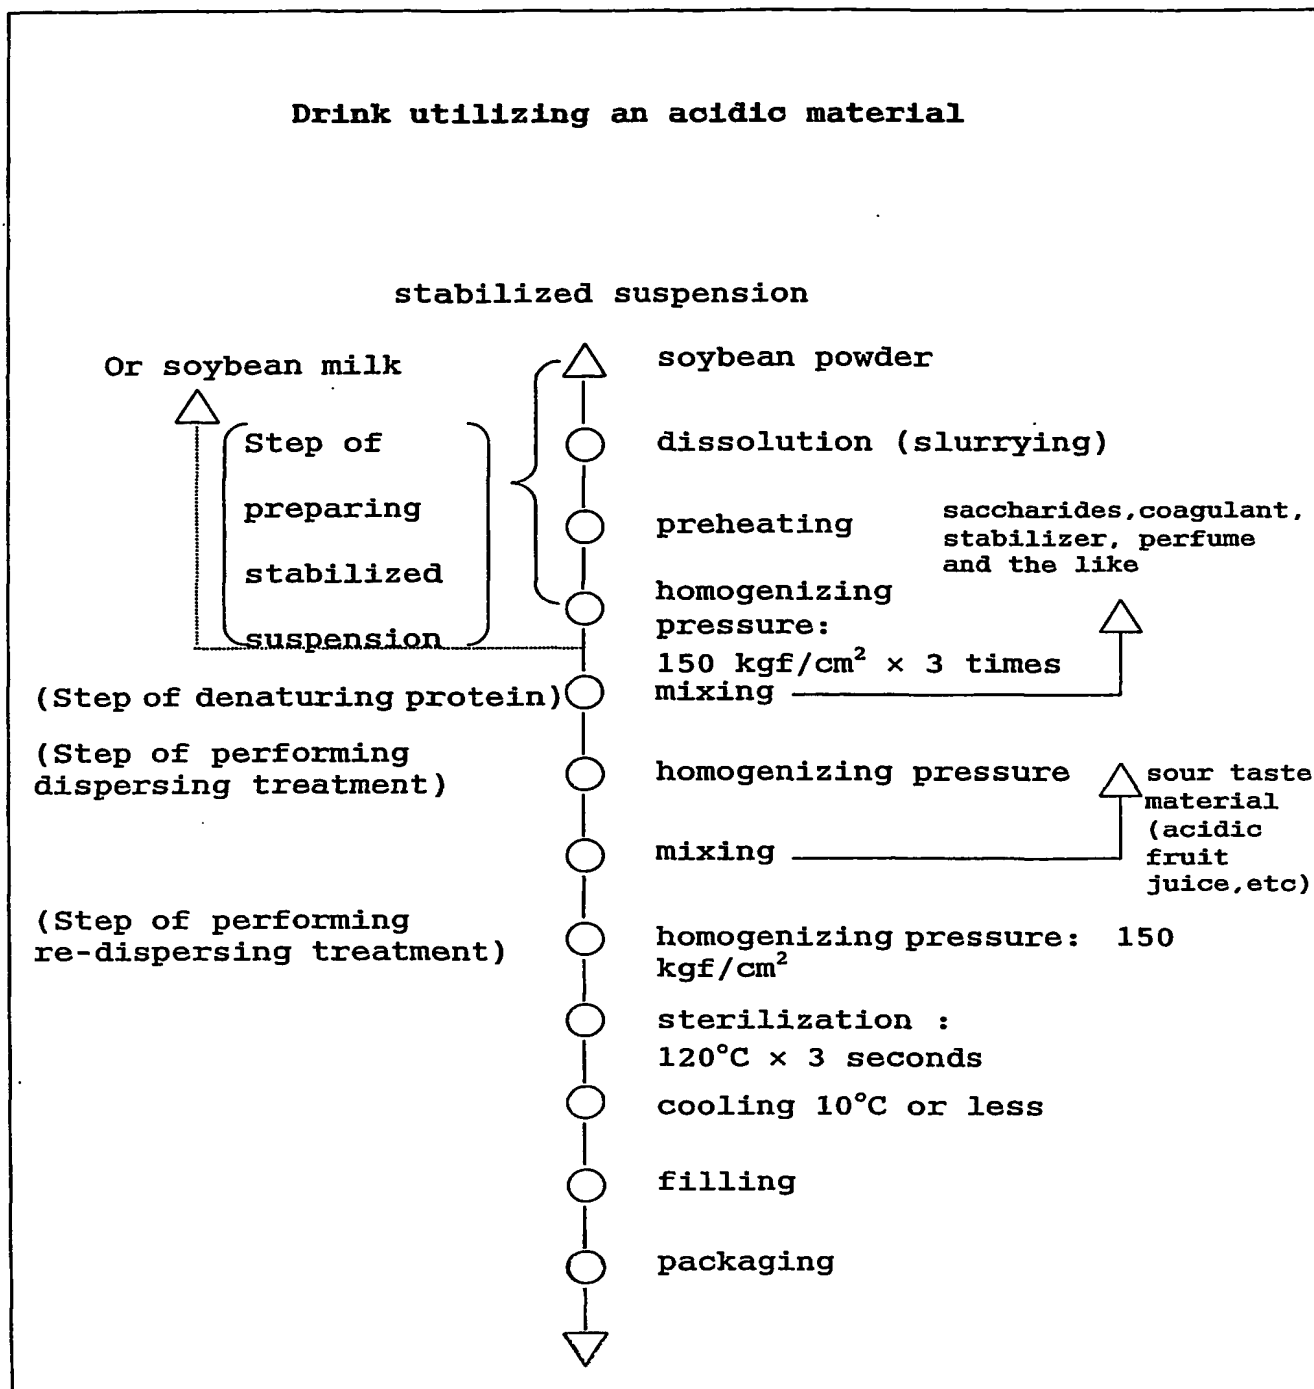 Drink utilizing an acidic material
stabilized suspension
Or soybean milk
soybean powder
Step of
preparing
stabilized
suspension
dissolution (slurrying)
preheating
saccharides,coagulant,
stabilizer, perfume
and the like
homogenizing
pressure:
150 kgf/cm² × 3 times
(Step of denaturing protein)
mixing
(Step of performing
dispersing treatment)
homogenizing pressure
sour taste
material
(acidic
fruit
juice,etc)
mixing
(Step of performing
re-dispersing treatment)
homogenizing pressure: 150
kgf/cm²
sterilization :
120°C × 3 seconds
cooling 10°C or less
filling
packaging